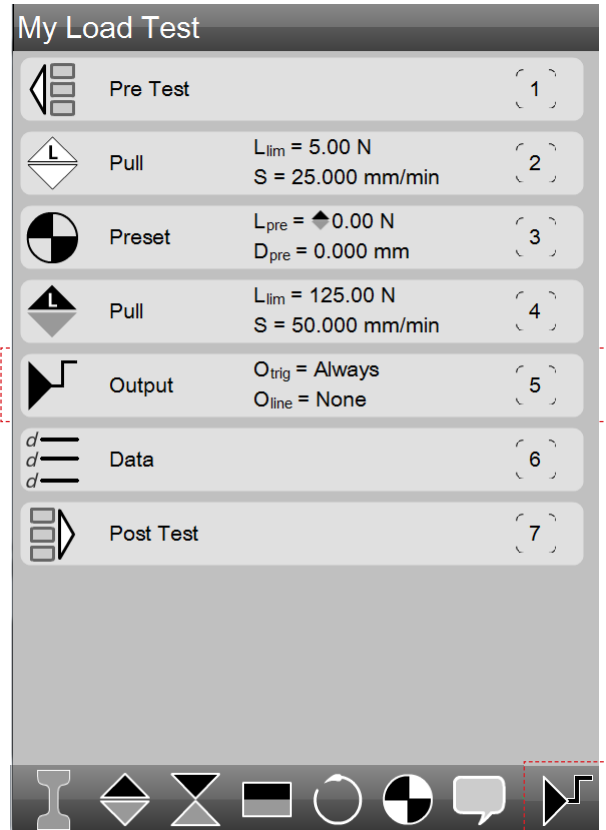 My Load Test
Pre Test
1
L
Pull
Llim = 5.00 N
S = 25.000 mm/min
2
Preset
Lpre = 0.00 N
Dpre = 0.000 mm
3
L
Pull
Llim = 125.00 N
S = 50.000 mm/min
4
Output
Otrig = Always
Oline = None
5
d
d
d
Data
6
Post Test
7